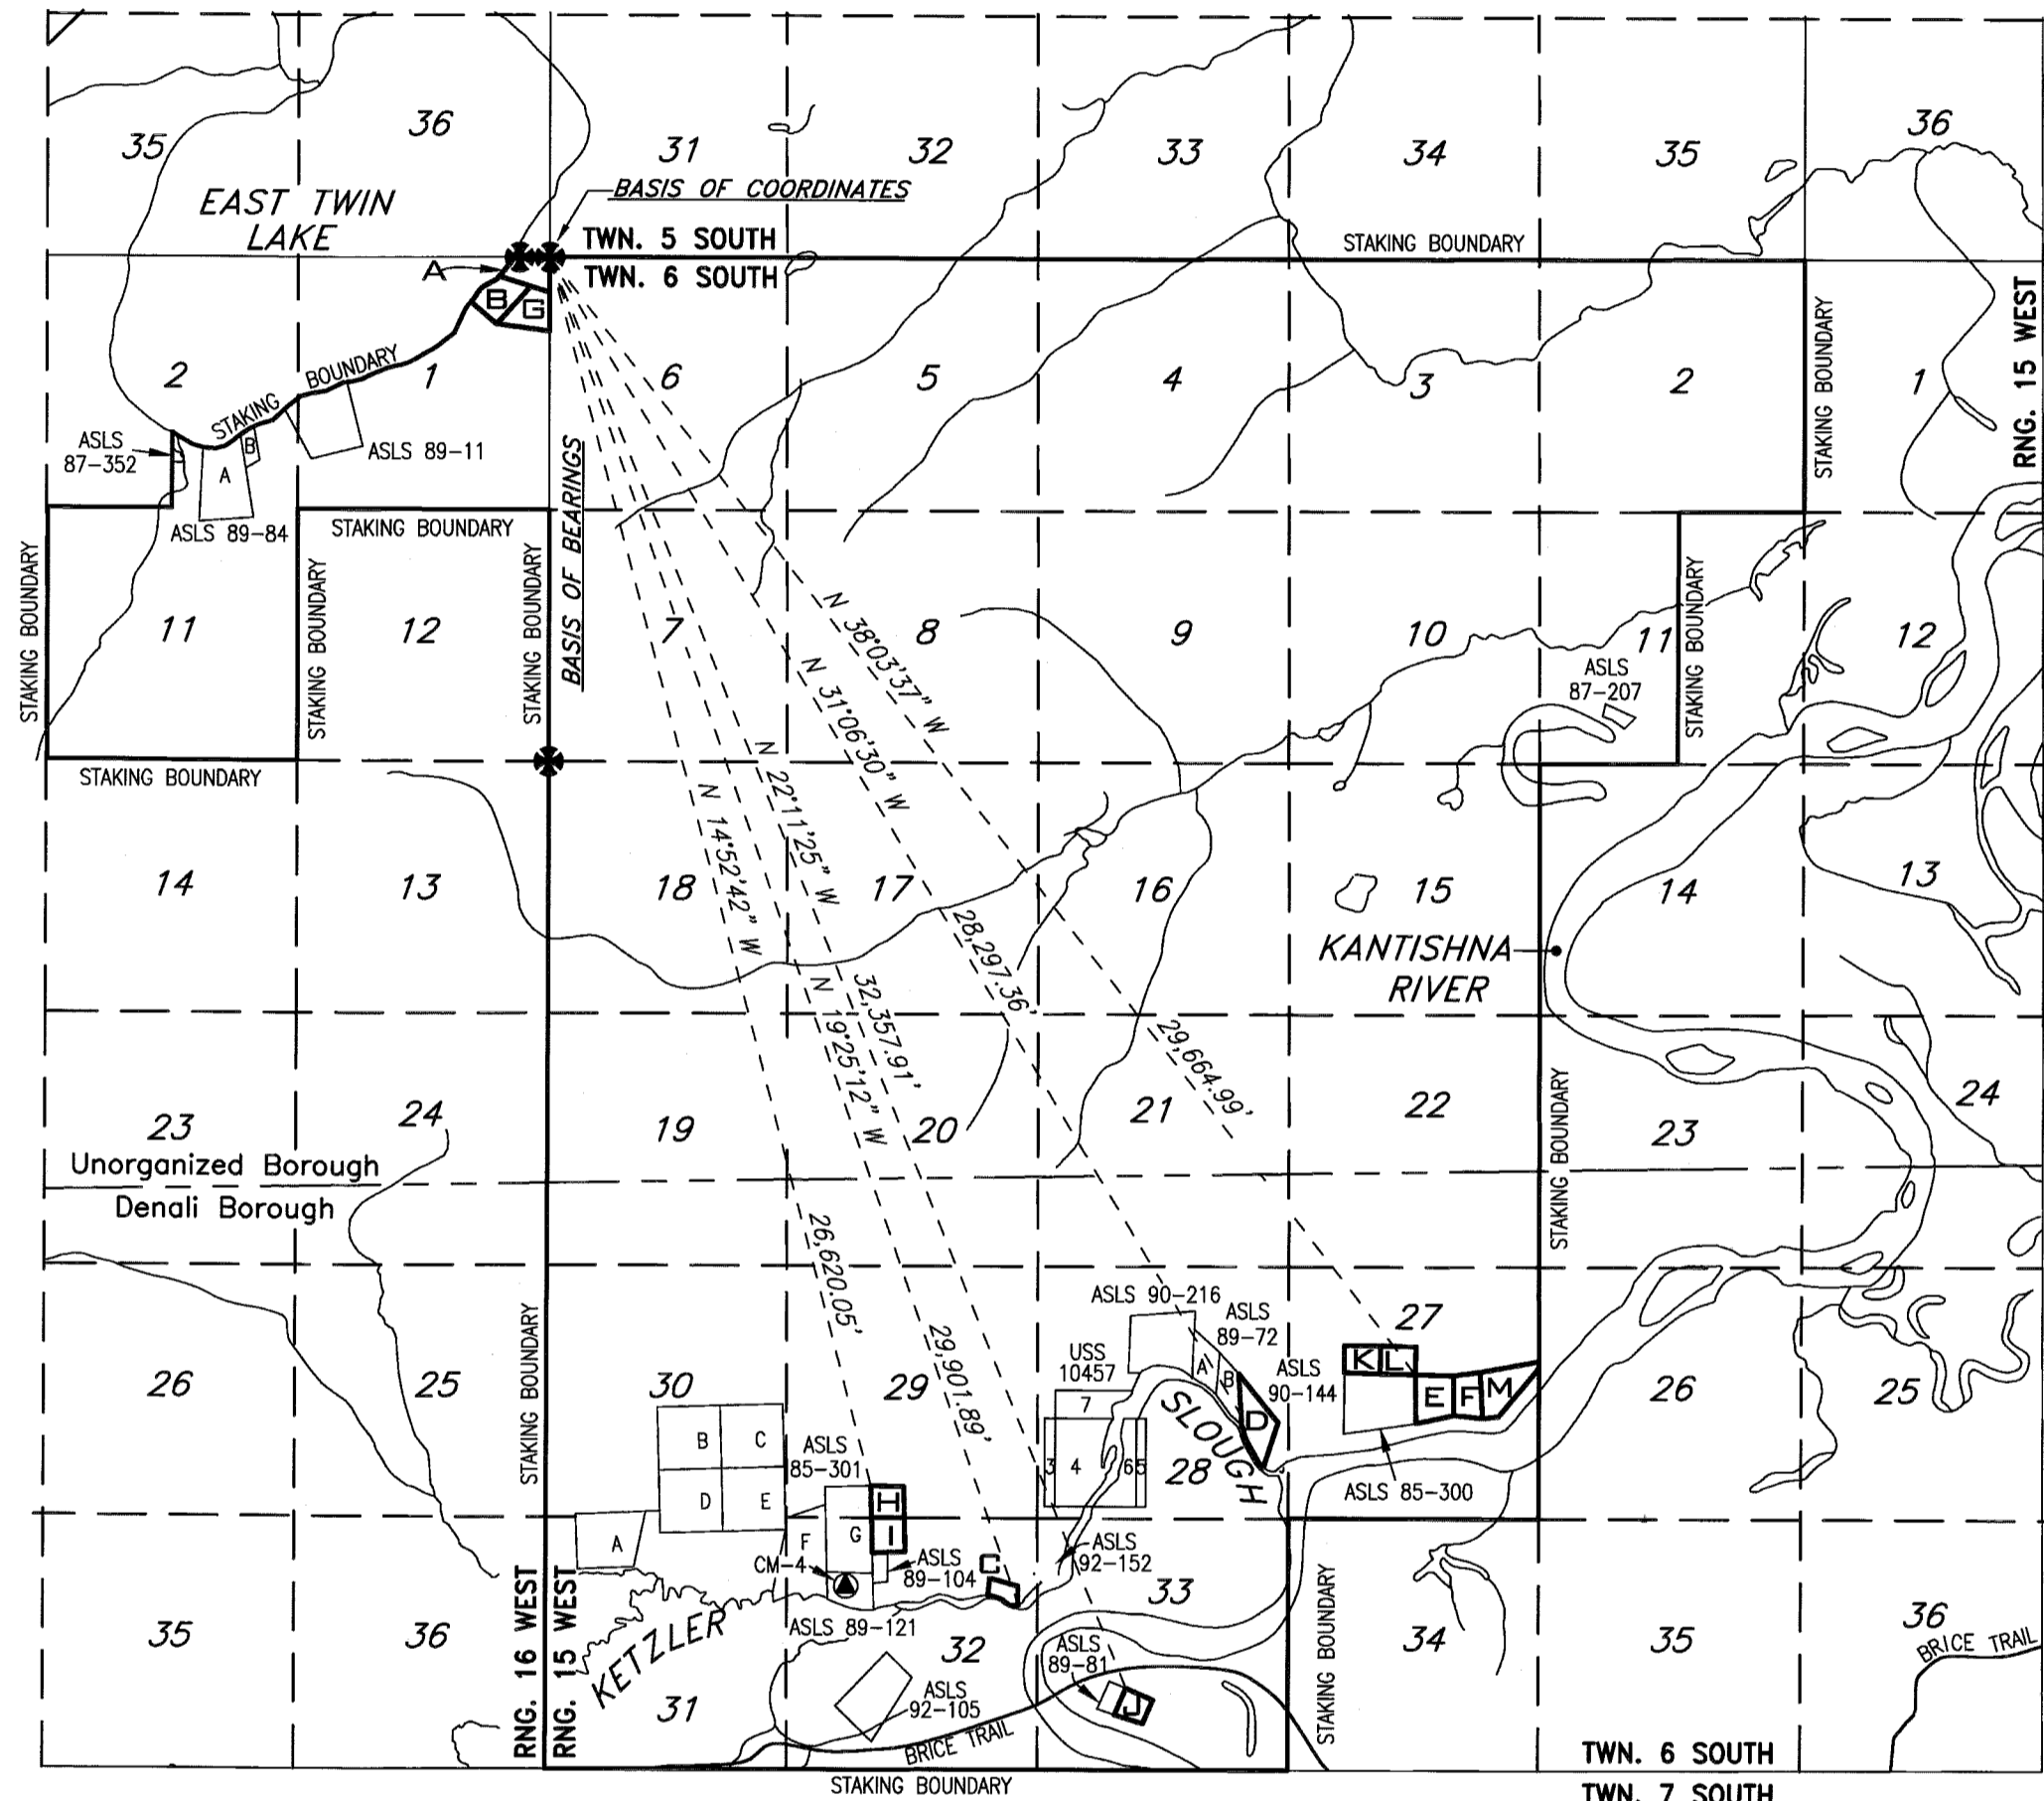 35
36
31
32
33
34
35
36
EAST TWIN
LAKE
BASIS OF COORDINATES
TWN. 5 SOUTH
TWN. 6 SOUTH
STAKING BOUNDARY
RNG. 15 WEST
A
B
G
2
1
6
5
4
3
2
1
STAKING BOUNDARY
STAKING BOUNDARY
ASLS
87-352
A
B
ASLS 89-11
ASLS 89-84
STAKING BOUNDARY
BASIS OF BEARINGS
STAKING BOUNDARY
STAKING BOUNDARY
STAKING BOUNDARY
STAKING BOUNDARY
11
12
7
8
9
10
11
12
ASLS
87-207
N 38°03'37" W
N 31°06'30" W
N 22°11'25" W
N 14°52'42" W
N 19°25'12" W
STAKING BOUNDARY
14
13
18
17
16
15
14
13
KANTISHNA
RIVER
28,297.36'
32,357.91'
29,664.99'
23
24
19
20
21
22
23
24
Unorganized Borough
Denali Borough
STAKING BOUNDARY
26,620.05'
29,901.89'
STAKING BOUNDARY
26
25
30
29
28
27
26
25
ASLS 90-216
ASLS
89-72
A
B
USS
10457
7
3
4
6
5
ASLS
90-144
D
K
L
E
F
M
SLOUGH
ASLS 85-300
B
C
D
E
ASLS
85-301
H
I
A
F
G
CM-4
ASLS
89-104
C
ASLS
92-152
ASLS 89-121
35
36
31
32
33
34
35
36
RNG. 16 WEST
RNG. 15 WEST
KETZLER
ASLS
92-105
ASLS
89-81
J
BRICE TRAIL
BRICE TRAIL
STAKING BOUNDARY
STAKING BOUNDARY
TWN. 6 SOUTH
TWN. 7 SOUTH